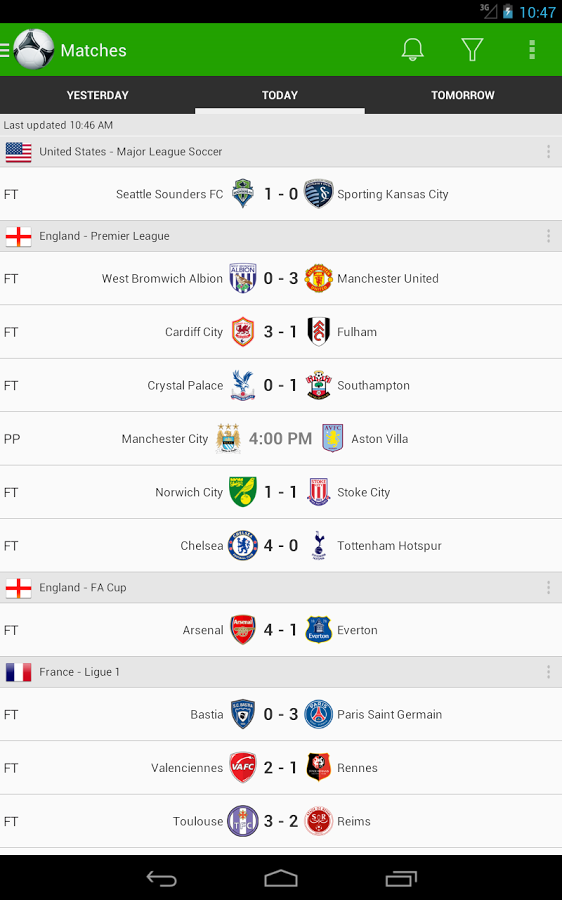 3G 10:47
Matches
YESTERDAY TODAY TOMORROW
Last updated 10:46 AM
United States - Major League Soccer
FT Seattle Sounders FC 1 - 0 Sporting Kansas City
England - Premier League
FT West Bromwich Albion 0 - 3 Manchester United
FT Cardiff City 3 - 1 Fulham
FT Crystal Palace 0 - 1 Southampton
PP Manchester City 4:00 PM Aston Villa
FT Norwich City 1 - 1 Stoke City
FT Chelsea 4 - 0 Tottenham Hotspur
England - FA Cup
FT Arsenal 4 - 1 Everton
France - Ligue 1
FT Bastia 0 - 3 Paris Saint Germain
FT Valenciennes 2 - 1 Rennes
FT Toulouse 3 - 2 Reims